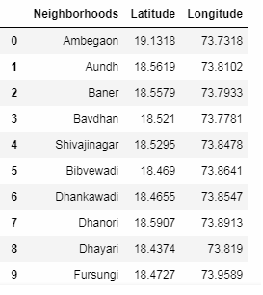 Neighborhoods Latitude Longitude
0 Ambegaon 19.1318 73.7318
1 Aundh 18.5619 73.8102
2 Baner 18.5579 73.7933
3 Bavdhan 18.521 73.7781
4 Shivajinagar 18.5295 73.8478
5 Bibvewadi 18.469 73.8641
6 Dhankawadi 18.4655 73.8547
7 Dhanori 18.5907 73.8913
8 Dhayari 18.4374 73.819
9 Fursungi 18.4727 73.9589